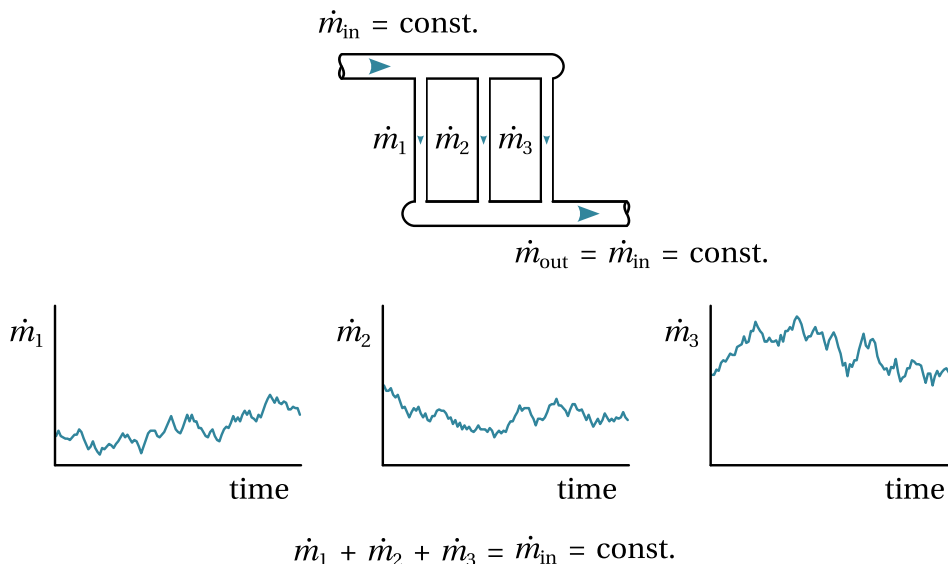 ṁin = const.
ṁ1 ṁ2 ṁ3
ṁout = ṁin = const.
ṁ1 ṁ2 ṁ3
time time time
ṁ1 + ṁ2 + ṁ3 = ṁin = const.